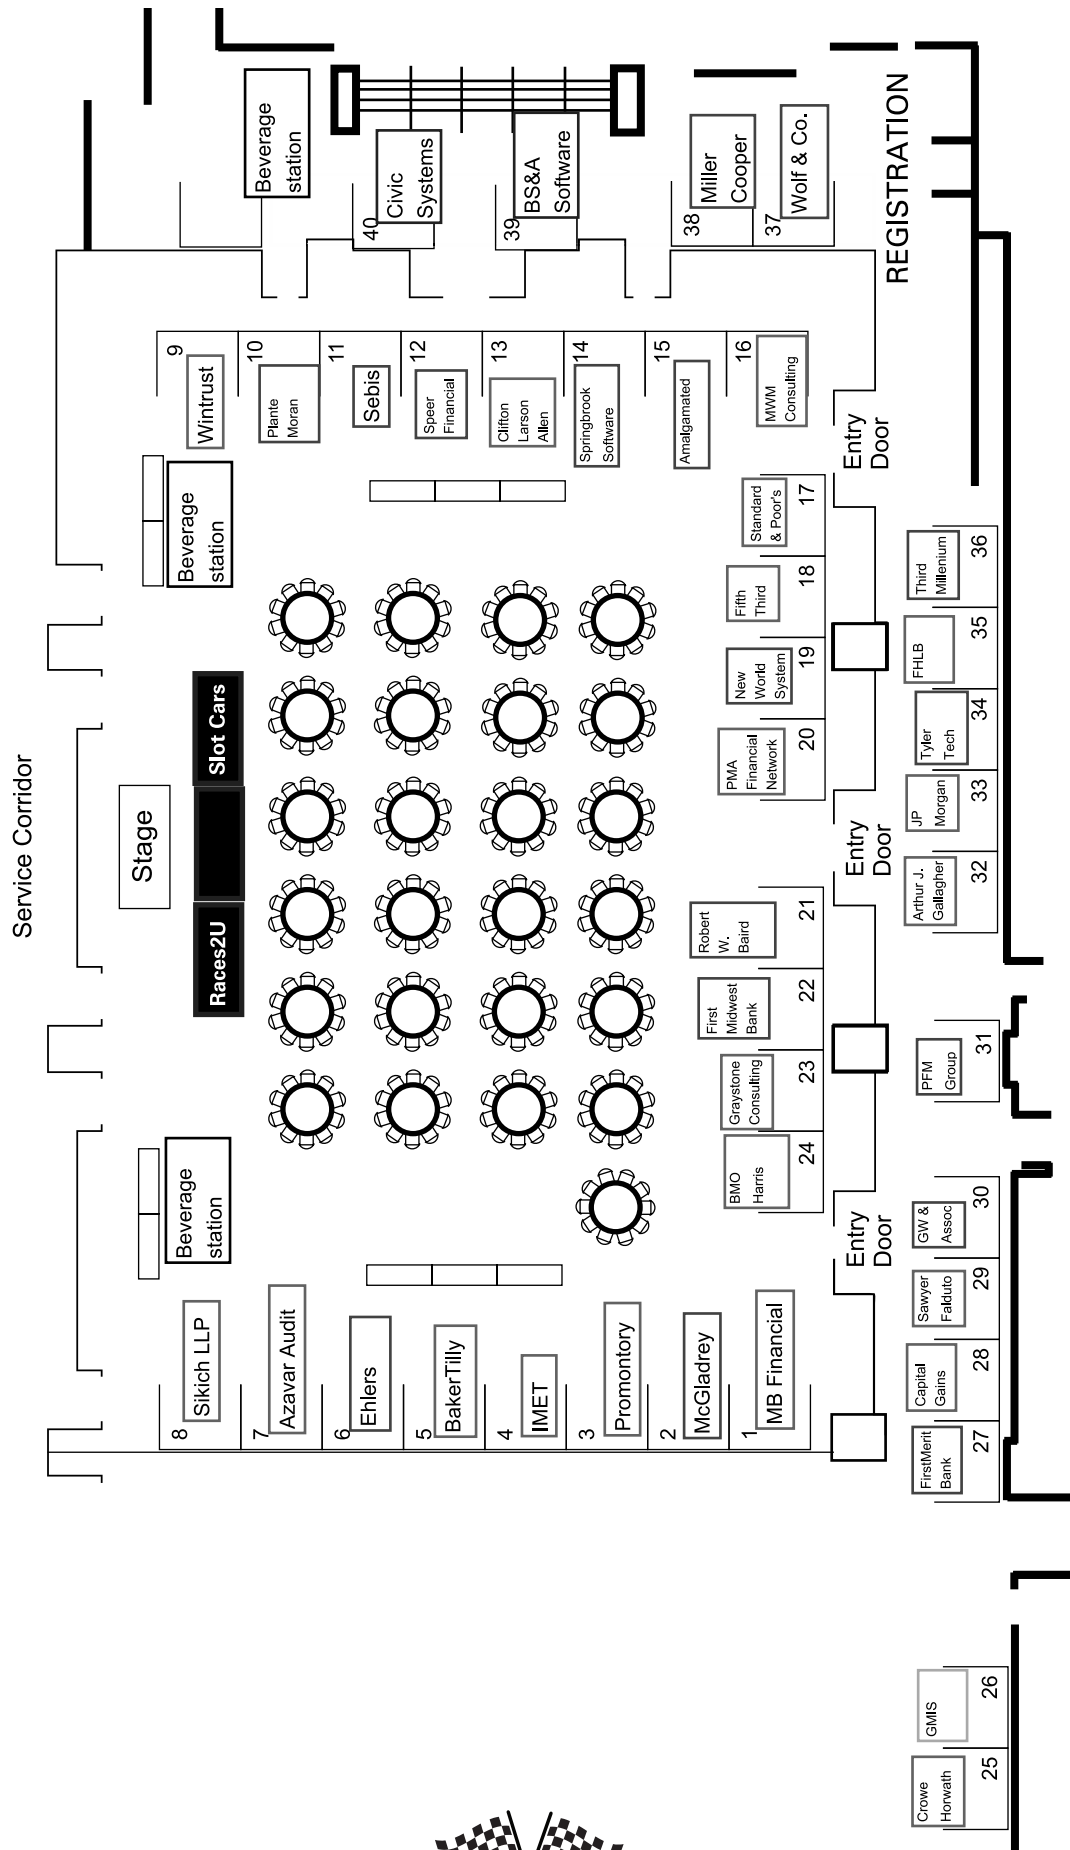 Service Corridor
Stage
Races2U
Slot Cars
Beverage
station
Beverage
station
Beverage
station
REGISTRATION
Entry
Door
Entry
Door
Entry
Door
1
MB Financial
2
McGladrey
3
Promontory
4
IMET
5
BakerTilly
6
Ehlers
7
Azavar Audit
8
Sikich LLP
9
Wintrust
10
Plante
Moran
11
Sebis
12
Speer
Financial
13
Clifton
Larson
Allen
14
Springbrook
Software
15
Amalgamated
16
MWM
Consulting
17
Standard
& Poor's
18
Fifth
Third
19
New
World
System
20
PMA
Financial
Network
21
Robert
W.
Baird
22
First
Midwest
Bank
23
Graystone
Consulting
24
BMO
Harris
25
Crowe
Horwath
26
GMIS
27
FirstMerit
Bank
28
Capital
Gains
29
Sawyer
Falduto
30
GW &
Assoc
31
PFM
Group
32
Arthur J.
Gallagher
33
JP
Morgan
34
Tyler
Tech
35
FHLB
36
Third
Millenium
37
Wolf & Co.
38
Miller
Cooper
39
BS&A
Software
40
Civic
Systems